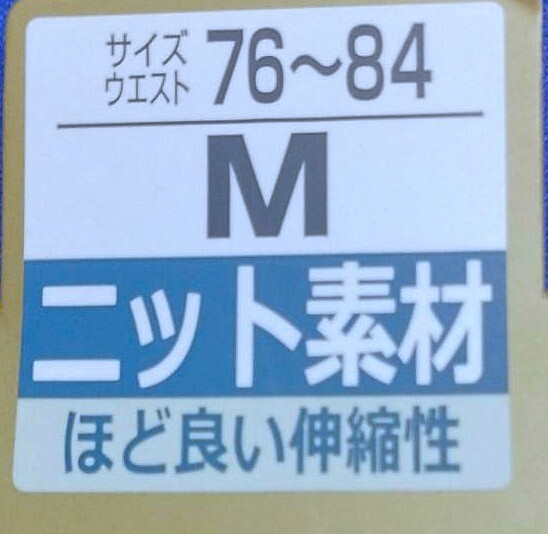 サイズ
ウエスト 76〜84
M
ニット素材
ほど良い伸縮性